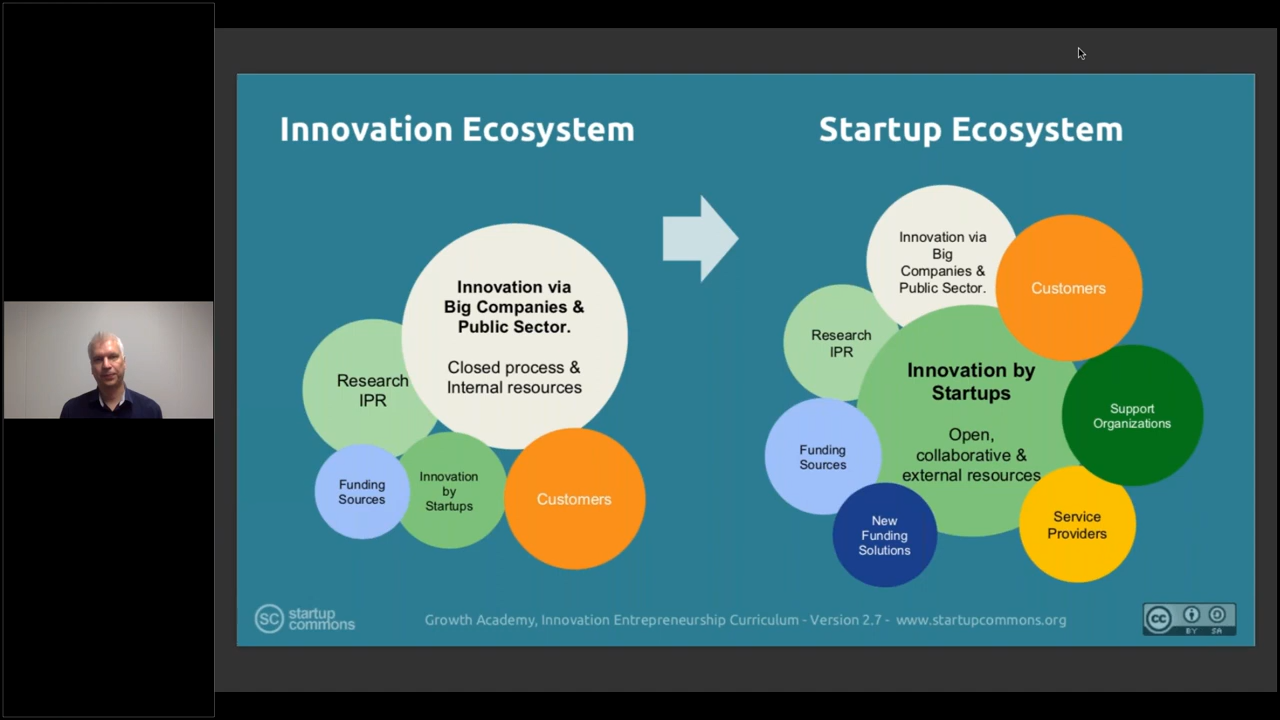 Innovation Ecosystem
Innovation via
Big Companies &
Public Sector.
Closed process &
Internal resources
Research
IPR
Funding
Sources
Innovation
by
Startups
Customers
Startup Ecosystem
Innovation via
Big
Companies &
Public Sector.
Customers
Research
IPR
Innovation by
Startups
Open,
collaborative &
external resources
Support
Organizations
Funding
Sources
New
Funding
Solutions
Service
Providers
SC startup
commons
Growth Academy, Innovation Entrepreneurship Curriculum - Version 2.7 - www.startupcommons.org
cc
BY SA